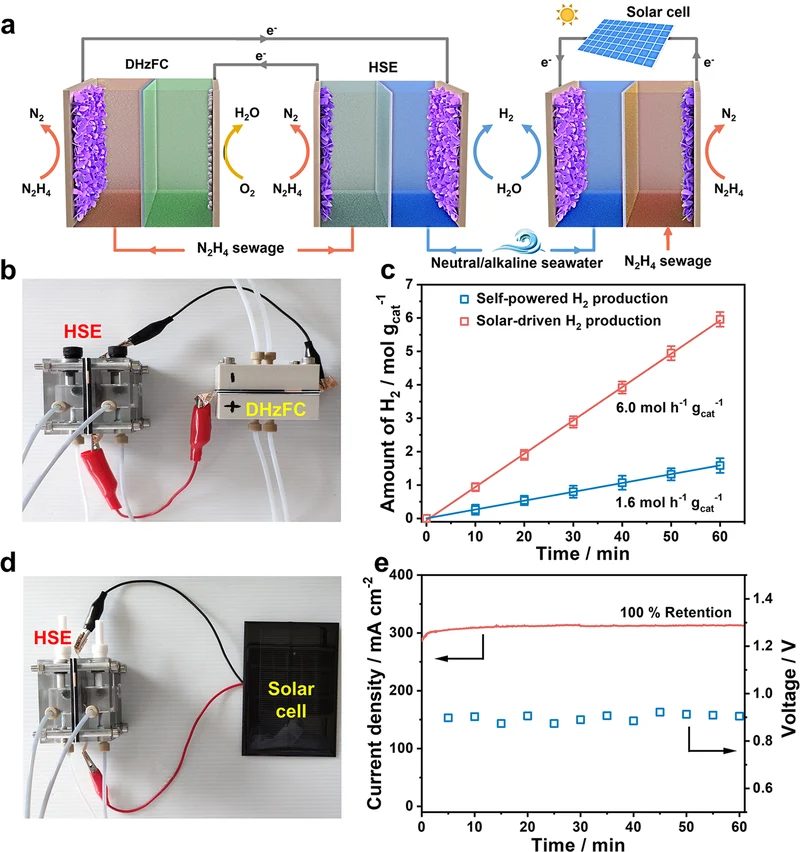 a
Solar cell
e-
e-
e-
e-
DHzFC
HSE
N2
N2H4
H2O
O2
N2
N2H4
H2
H2O
N2
N2H4
N2H4 sewage
Neutral/alkaline seawater
N2H4 sewage
b
HSE
-
+ DHzFC
c
Amount of H2 / mol gcat-1
7
6
5
4
3
2
1
0
Self-powered H2 production
Solar-driven H2 production
6.0 mol h-1 gcat-1
1.6 mol h-1 gcat-1
0 10 20 30 40 50 60
Time / min
d
HSE
Solar
cell
e
Current density / mA cm-2
400
300
200
150
100
0
100 % Retention
1.4
1.2
1.0
0.8
0.6
Voltage / V
0 10 20 30 40 50 60
Time / min